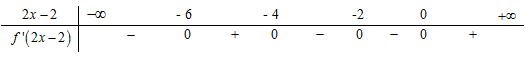 2x – 2 –∞ - 6 - 4 -2 0 +∞
f'(2x – 2) – 0 + 0 – 0 – 0 +